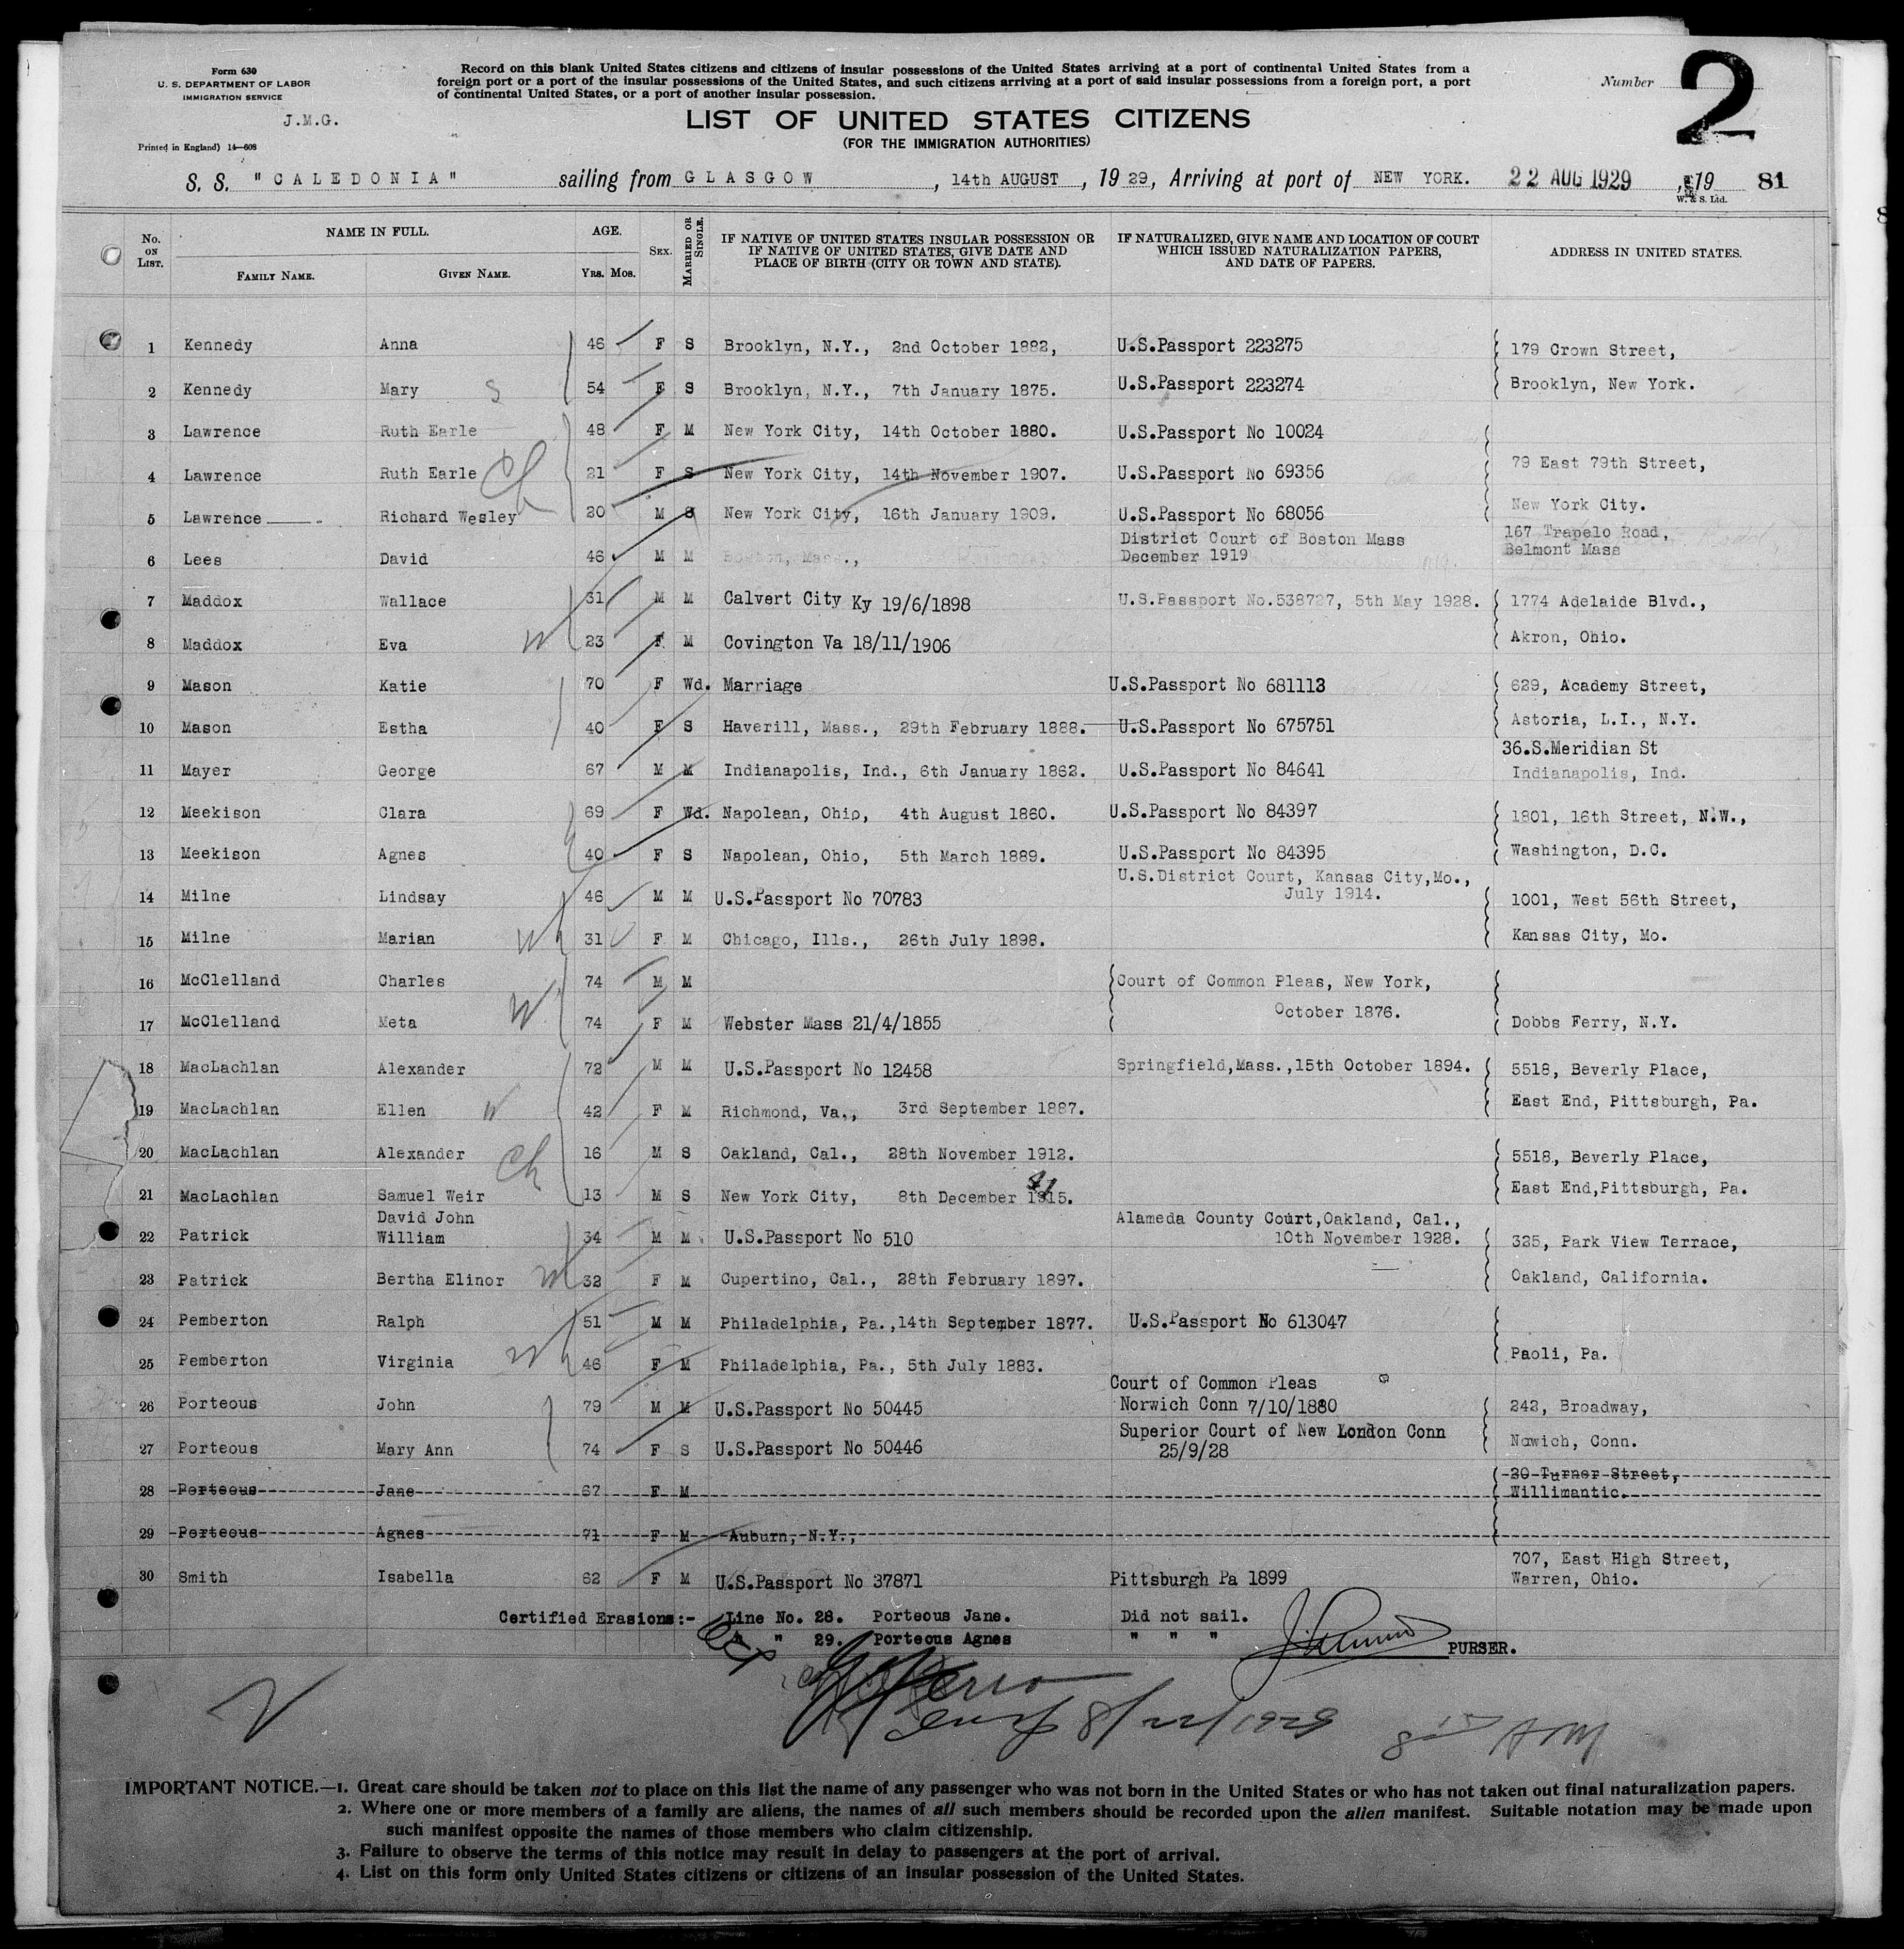 Form 630
U. S. DEPARTMENT OF LABOR
IMMIGRATION SERVICE
J.M.G.
Printed in England) 14—608
Record on this blank United States citizens and citizens of insular possessions of the United States arriving at a port of continental United States from a
foreign port or a port of the insular possessions of the United States, and such citizens arriving at a port of said insular possessions from a foreign port, a port
of continental United States, or a port of another insular possession.
Number 2
LIST OF UNITED STATES CITIZENS
(FOR THE IMMIGRATION AUTHORITIES)
S. S. "CALEDONIA" sailing from GLASGOW, 14th AUGUST, 1929, Arriving at port of NEW YORK. 22 AUG 1929, 19 81
W. & S. Ltd.
No. ON LIST. NAME IN FULL. AGE. SEX. MARRIED OR SINGLE. IF NATIVE OF UNITED STATES INSULAR POSSESSION OR IF NATIVE OF UNITED STATES, GIVE DATE AND PLACE OF BIRTH (CITY OR TOWN AND STATE). IF NATURALIZED, GIVE NAME AND LOCATION OF COURT WHICH ISSUED NATURALIZATION PAPERS, AND DATE OF PAPERS. ADDRESS IN UNITED STATES.
FAMILY NAME. GIVEN NAME. YRS. MOS.
1 Kennedy Anna 46 F S Brooklyn, N.Y., 2nd October 1882, U.S.Passport 223275 179 Crown Street,
2 Kennedy Mary S 54 F S Brooklyn, N.Y., 7th January 1875. U.S.Passport 223274 Brooklyn, New York.
3 Lawrence Ruth Earle 48 F M New York City, 14th October 1880. U.S.Passport No 10024
4 Lawrence Ruth Earle Ch 21 F S New York City, 14th November 1907. U.S.Passport No 69356 79 East 79th Street,
5 Lawrence Richard Wesley 20 M S New York City, 16th January 1909. U.S.Passport No 68056 New York City.
6 Lees David 46 M M Boston, Mass., District Court of Boston Mass December 1919 167 Trapelo Road, Belmont Mass
7 Maddox Wallace 31 M M Calvert City Ky 19/6/1898 U.S.Passport No.538727, 5th May 1928. 1774 Adelaide Blvd.,
8 Maddox Eva W 23 F M Covington Va 18/11/1906 Akron, Ohio.
9 Mason Katie 70 F Wd. Marriage U.S.Passport No 681113 629, Academy Street,
10 Mason Estha 40 F S Haverill, Mass., 29th February 1888. U.S.Passport No 675751 Astoria, L.I., N.Y.
11 Mayer George 67 M M Indianapolis, Ind., 6th January 1862. U.S.Passport No 84641 36.S.Meridian St Indianapolis, Ind.
12 Meekison Clara 69 F Wd. Napolean, Ohio, 4th August 1860. U.S.Passport No 84397 1801, 16th Street, N.W.,
13 Meekison Agnes 40 F S Napolean, Ohio, 5th March 1889. U.S.Passport No 84395 Washington, D.C.
14 Milne Lindsay 46 M M U.S.Passport No 70783 U.S.District Court, Kansas City,Mo., July 1914. 1001, West 56th Street,
15 Milne Marian W 31 F M Chicago, Ills., 26th July 1898. Kansas City, Mo.
16 McClelland Charles 74 M M Court of Common Pleas, New York,
17 McClelland Meta W 74 F M Webster Mass 21/4/1855 October 1876. Dobbs Ferry, N.Y.
18 MacLachlan Alexander 72 M M U.S.Passport No 12458 Springfield,Mass.,15th October 1894. 5518, Beverly Place,
19 MacLachlan Ellen W 42 F M Richmond, Va., 3rd September 1887. East End, Pittsburgh, Pa.
20 MacLachlan Alexander Ch 16 M S Oakland, Cal., 28th November 1912. 5518, Beverly Place,
21 MacLachlan Samuel Weir 13 M S New York City, 8th December 1915. East End,Pittsburgh, Pa.
22 Patrick David John William 34 M M U.S.Passport No 510 Alameda County Court,Oakland, Cal., 10th November 1928. 325, Park View Terrace,
23 Patrick Bertha Elinor W 32 F M Cupertino, Cal., 28th February 1897. Oakland, California.
24 Pemberton Ralph 51 M M Philadelphia, Pa.,14th September 1877. U.S.Passport No 613047
25 Pemberton Virginia W 46 F M Philadelphia, Pa., 5th July 1883. Paoli, Pa.
26 Porteous John 79 M M U.S.Passport No 50445 Court of Common Pleas Norwich Conn 7/10/1880 242, Broadway,
27 Porteous Mary Ann 74 F S U.S.Passport No 50446 Superior Court of New London Conn 25/9/28 Nowich, Conn.
28 Porteous Jane 67 F M 20 Turner Street, Willimantic.
29 Porteous Agnes 71 F M Auburn, N.Y.,
30 Smith Isabella 62 F M U.S.Passport No 37871 Pittsburgh Pa 1899 707, East High Street, Warren, Ohio.
Certified Erasions:- Line No. 28. Porteous Jane. Did not sail.
" " 29. Porteous Agnes " " " PURSER.
8/22/1929 8 15 AM
IMPORTANT NOTICE.—1. Great care should be taken not to place on this list the name of any passenger who was not born in the United States or who has not taken out final naturalization papers.
2. Where one or more members of a family are aliens, the names of all such members should be recorded upon the alien manifest. Suitable notation may be made upon
such manifest opposite the names of those members who claim citizenship.
3. Failure to observe the terms of this notice may result in delay to passengers at the port of arrival.
4. List on this form only United States citizens or citizens of an insular possession of the United States.